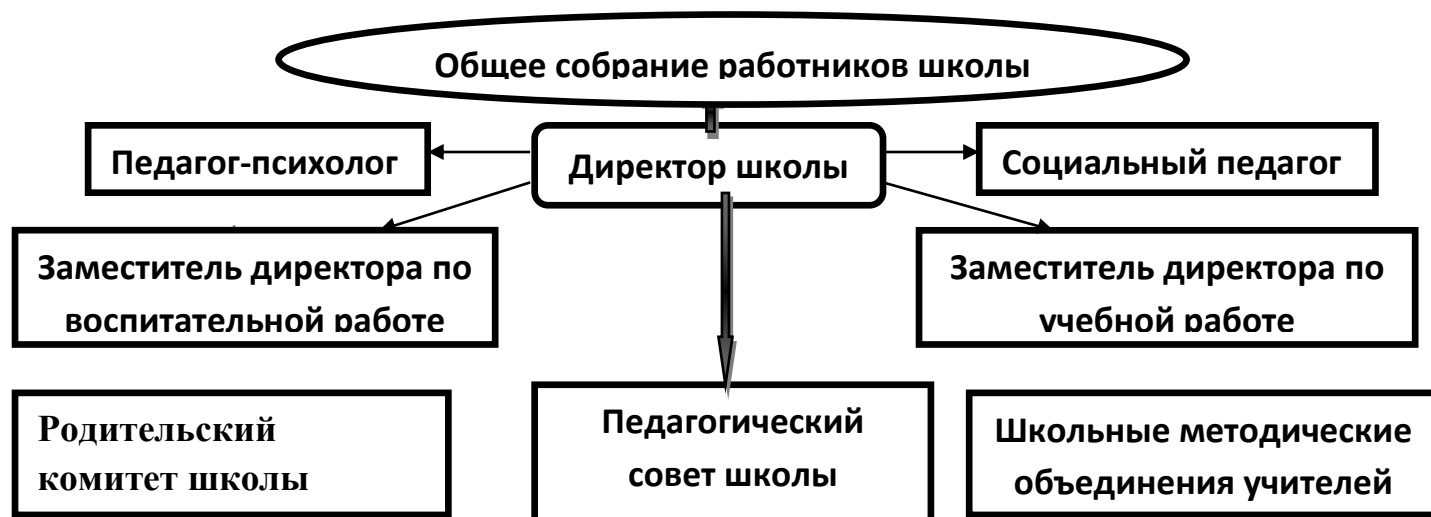 Общее собрание работников школы
Педагог-психолог
Директор школы
Социальный педагог
Заместитель директора по
воспитательной работе
Заместитель директора по
учебной работе
Родительский
комитет школы
Педагогический
совет школы
Школьные методические
объединения учителей